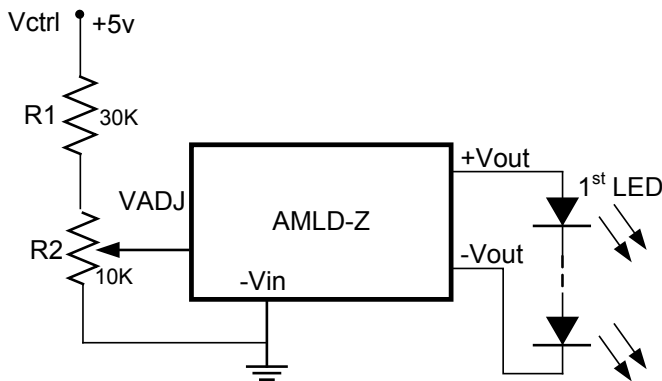 Vctrl +5v
R1 30K
VADJ
R2 10K
AMLD-Z
-Vin
+Vout
1st LED
-Vout